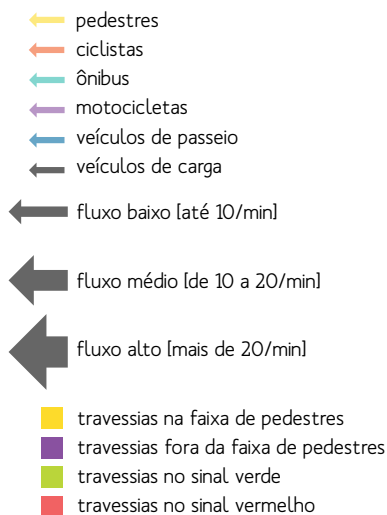 pedestres
ciclistas
ônibus
motocicletas
veículos de passeio
veículos de carga
fluxo baixo [até 10/min]
fluxo médio [de 10 a 20/min]
fluxo alto [mais de 20/min]
travessias na faixa de pedestres
travessias fora da faixa de pedestres
travessias no sinal verde
travessias no sinal vermelho